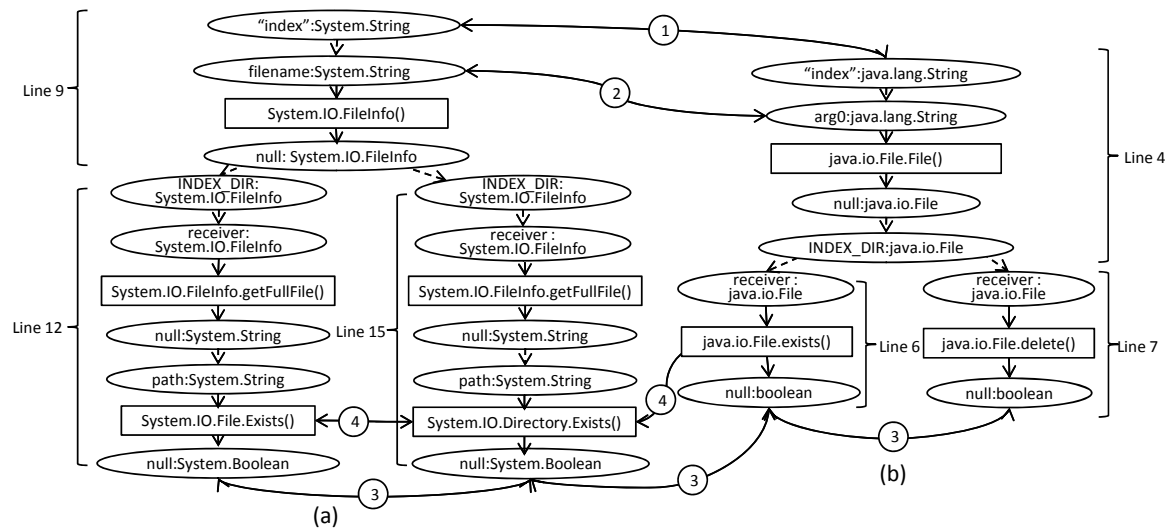 "index":System.String
filename:System.String
System.IO.FileInfo()
null: System.IO.FileInfo
Line 9
INDEX_DIR:
System.IO.FileInfo
receiver:
System.IO.FileInfo
System.IO.FileInfo.getFullFile()
null:System.String
path:System.String
System.IO.File.Exists()
null:System.Boolean
Line 12
INDEX_DIR:
System.IO.FileInfo
receiver :
System.IO.FileInfo
System.IO.FileInfo.getFullFile()
null:System.String
path:System.String
System.IO.Directory.Exists()
null:System.Boolean
Line 15
(a)
1
2
4
3
4
3
3
"index":java.lang.String
arg0:java.lang.String
java.io.File.File()
null:java.io.File
INDEX_DIR:java.io.File
Line 4
receiver :
java.io.File
java.io.File.exists()
null:boolean
Line 6
receiver :
java.io.File
java.io.File.delete()
null:boolean
Line 7
(b)